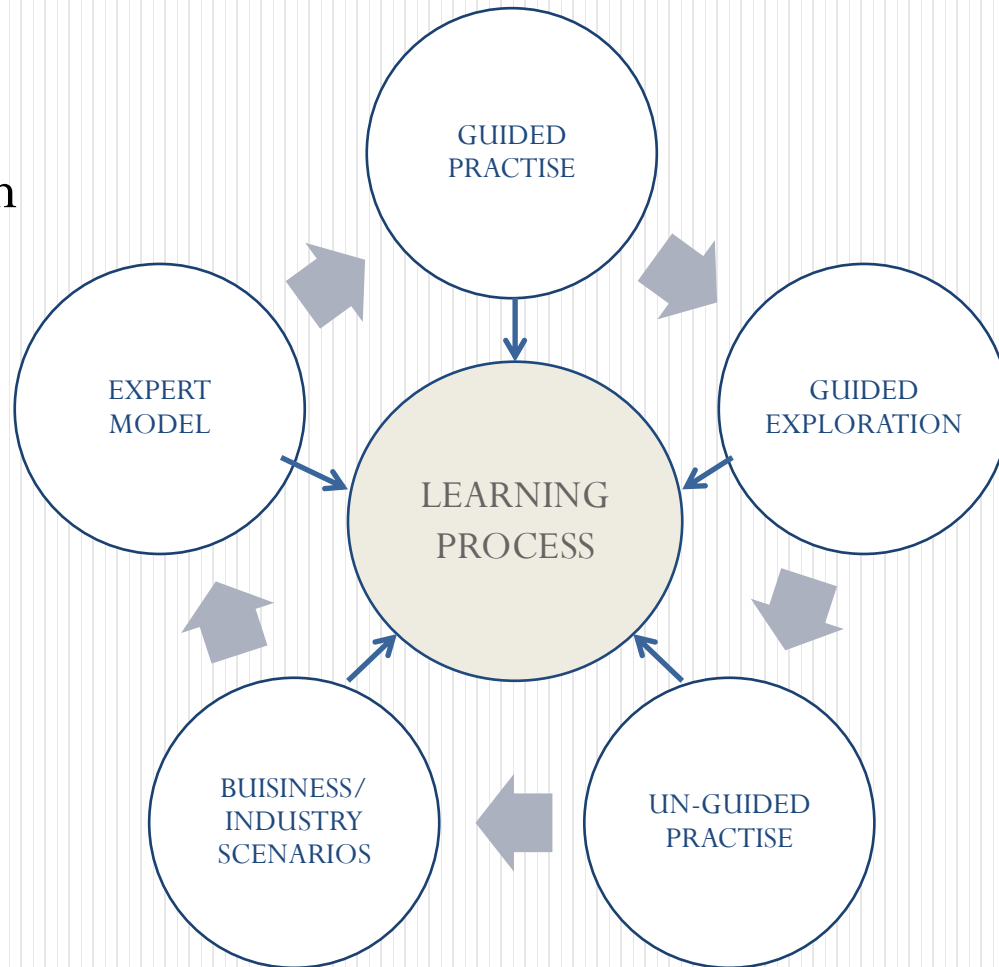 GUIDED
PRACTISE
EXPERT
MODEL
GUIDED
EXPLORATION
LEARNING
PROCESS
BUISINESS/
INDUSTRY
SCENARIOS
UN-GUIDED
PRACTISE